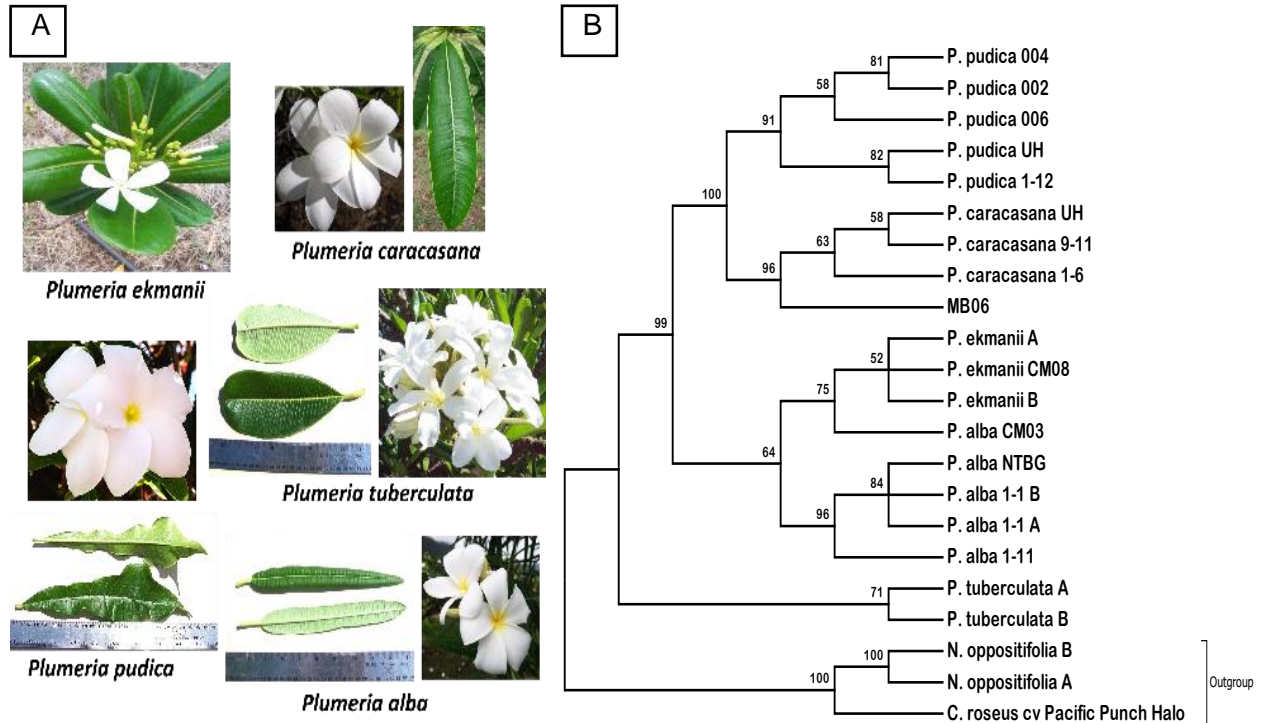 A
Plumeria ekmanii
Plumeria caracasana
Plumeria tuberculata
Plumeria pudica
Plumeria alba
B
P. pudica 004
81
P. pudica 002
58
P. pudica 006
91
P. pudica UH
82
P. pudica 1-12
100
P. caracasana UH
58
P. caracasana 9-11
63
P. caracasana 1-6
96
MB06
99
P. ekmanii A
52
P. ekmanii CM08
P. ekmanii B
75
P. alba CM03
64
P. alba NTBG
84
P. alba 1-1 B
96
P. alba 1-1 A
P. alba 1-11
P. tuberculata A
71
P. tuberculata B
N. oppositifolia B
100
N. oppositifolia A
100
C. roseus cv Pacific Punch Halo
Outgroup